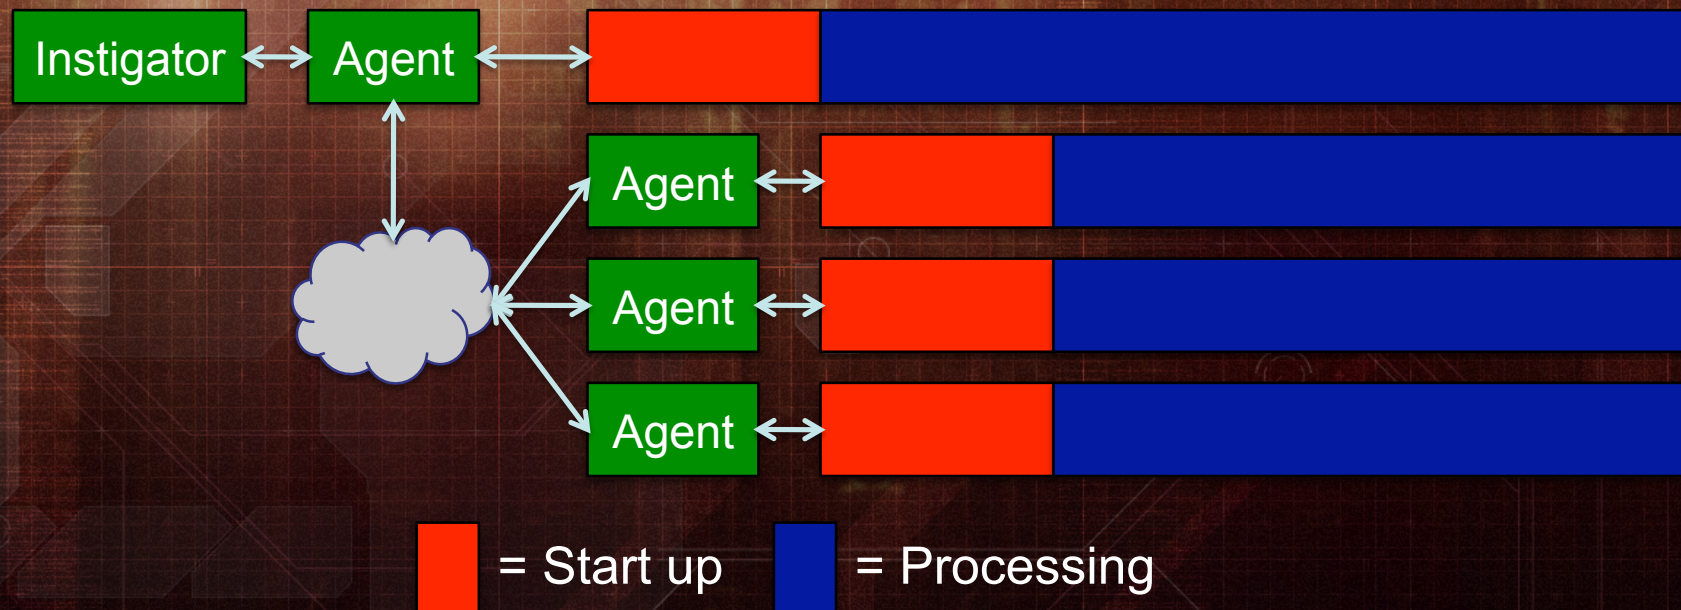 Instigator
Agent
Agent
Agent
Agent
= Start up
= Processing